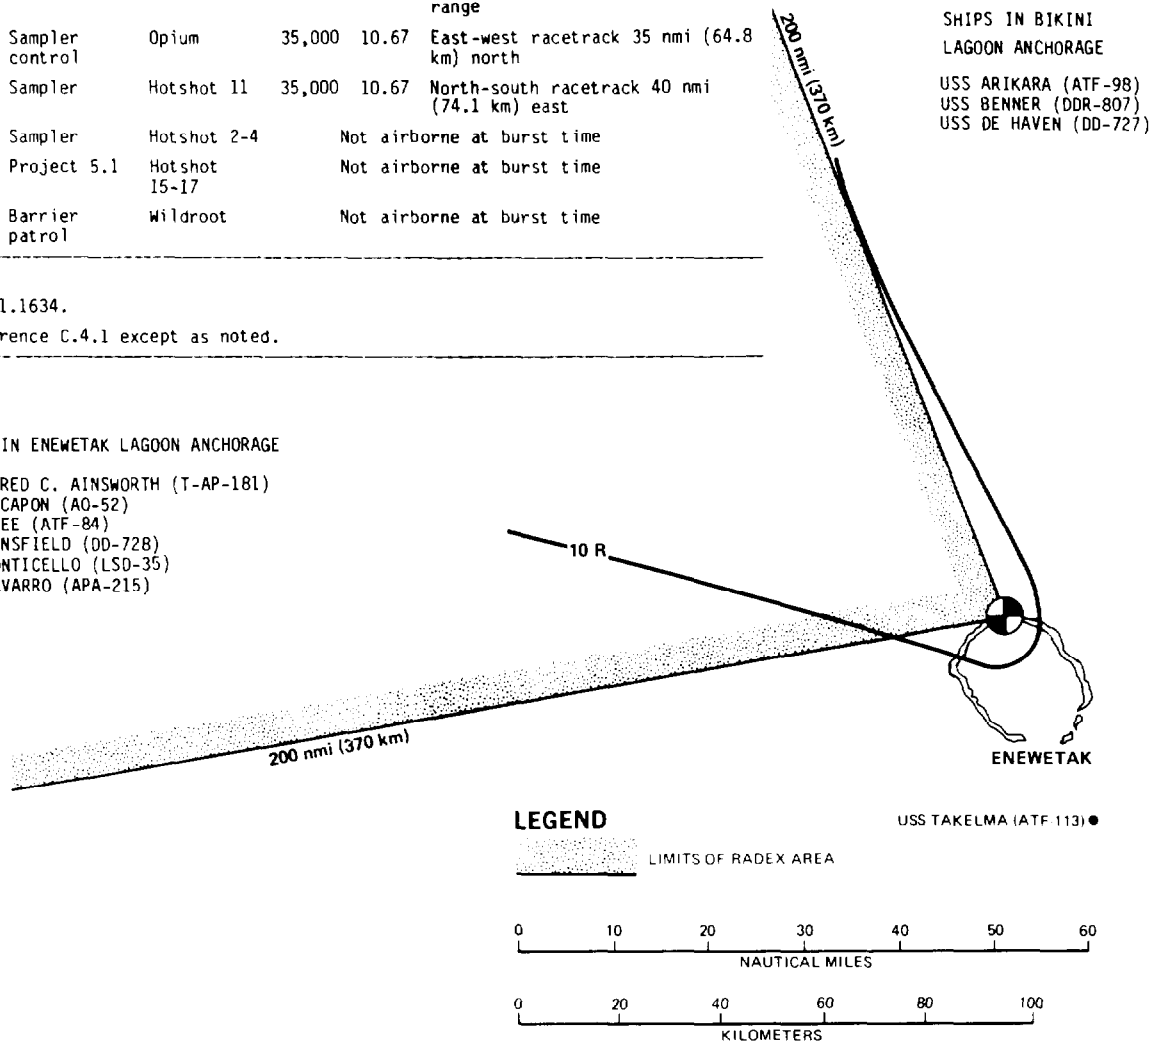 range
Sampler control Opium 35,000 10.67 East-west racetrack 35 nmi (64.8 km) north
Sampler Hotshot 11 35,000 10.67 North-south racetrack 40 nmi (74.1 km) east
Sampler Hotshot 2-4 Not airborne at burst time
Project 5.1 Hotshot 15-17 Not airborne at burst time
Barrier patrol Wildroot Not airborne at burst time
1.1634.
rence C.4.1 except as noted.
SHIPS IN BIKINI
LAGOON ANCHORAGE
USS ARIKARA (ATF-98)
USS BENNER (DDR-807)
USS DE HAVEN (DD-727)
200 nmi (370 km)
IN ENEWETAK LAGOON ANCHORAGE
RED C. AINSWORTH (T-AP-181)
CAPON (AO-52)
EE (ATF-84)
NSFIELD (DD-728)
NTICELLO (LSD-35)
VARRO (APA-215)
10 R
200 nmi (370 km)
ENEWETAK
LEGEND
LIMITS OF RADEX AREA
USS TAKELMA (ATF-113)
0 10 20 30 40 50 60
NAUTICAL MILES
0 20 40 60 80 100
KILOMETERS